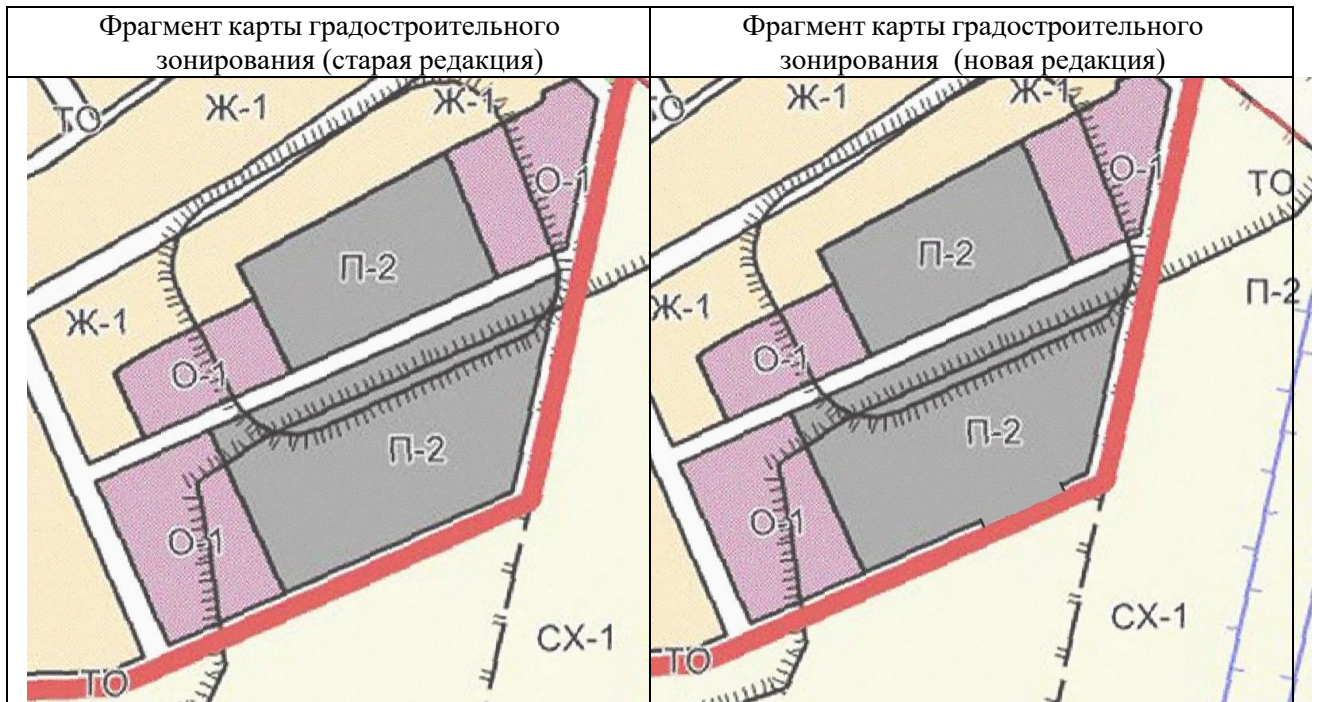 Фрагмент карты градостроительного
зонирования (старая редакция)
Фрагмент карты градостроительного
зонирования (новая редакция)
ТО
Ж-1
Ж-1
О-1
П-2
Ж-1
О-1
П-2
О-1
СХ-1
ТО
ТО
Ж-1
Ж-1
О-1
ТО
П-2
П-2
Ж-1
О-1
П-2
О-1
СХ-1
ТО